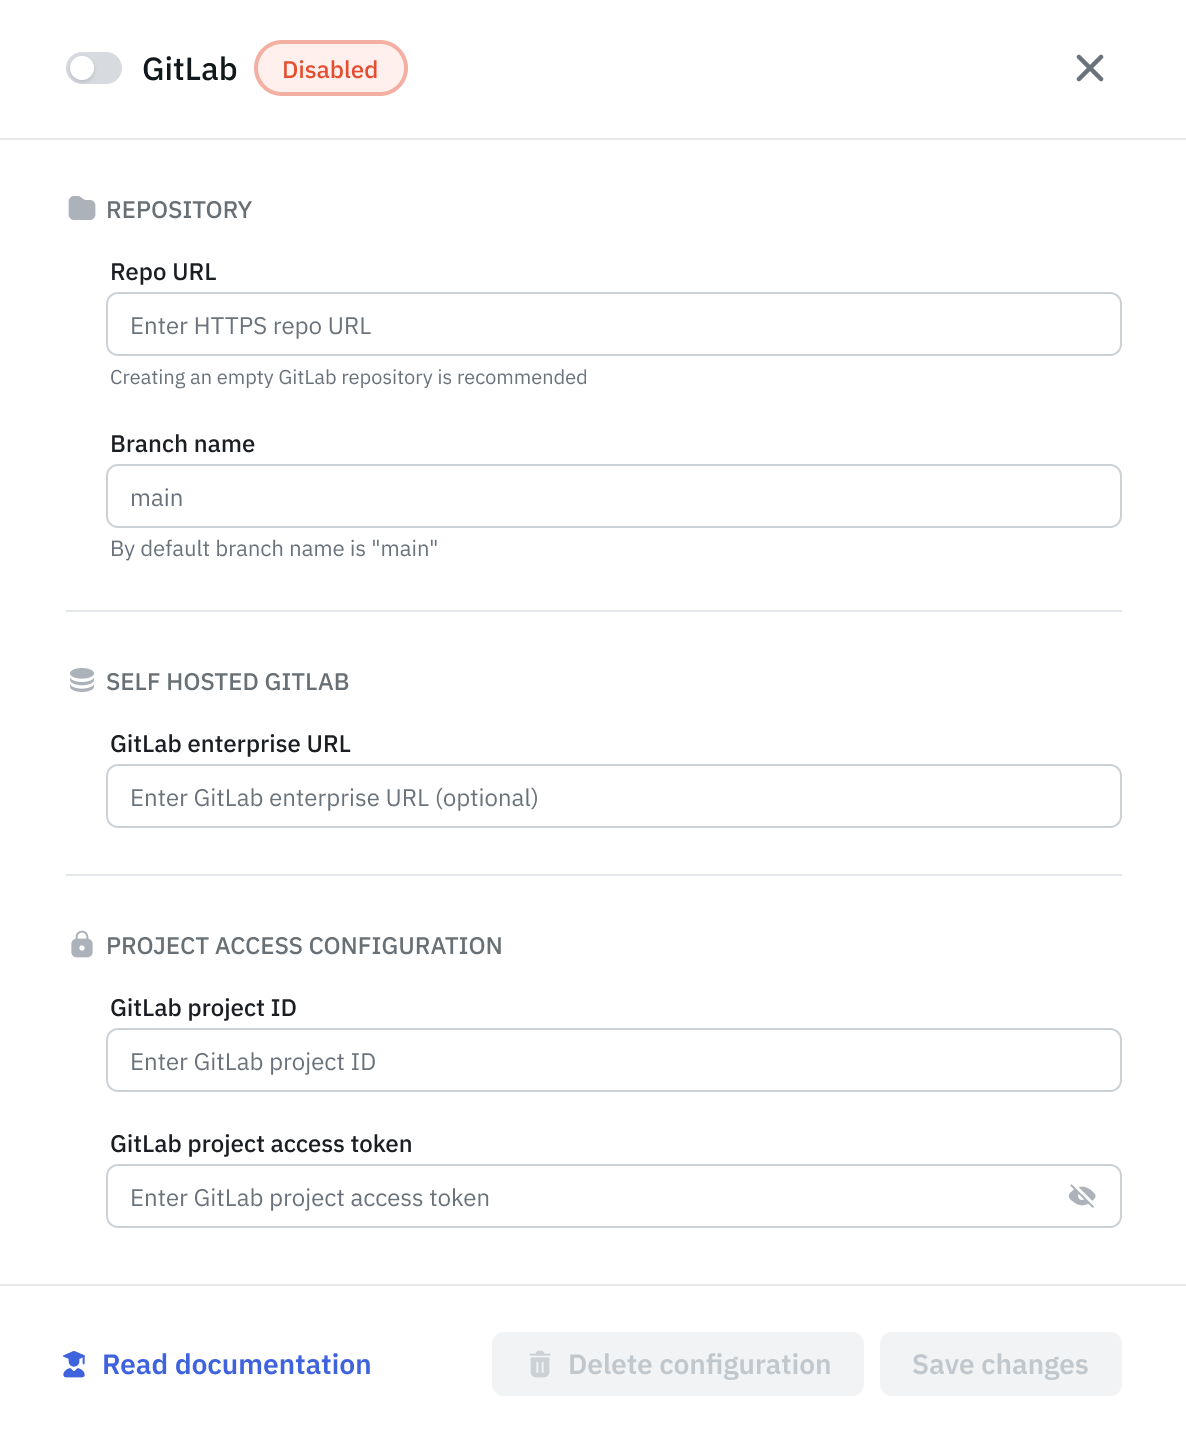 GitLab Disabled
REPOSITORY
Repo URL
Enter HTTPS repo URL
Creating an empty GitLab repository is recommended
Branch name
main
By default branch name is "main"
SELF HOSTED GITLAB
GitLab enterprise URL
Enter GitLab enterprise URL (optional)
PROJECT ACCESS CONFIGURATION
GitLab project ID
Enter GitLab project ID
GitLab project access token
Enter GitLab project access token
Read documentation Delete configuration Save changes